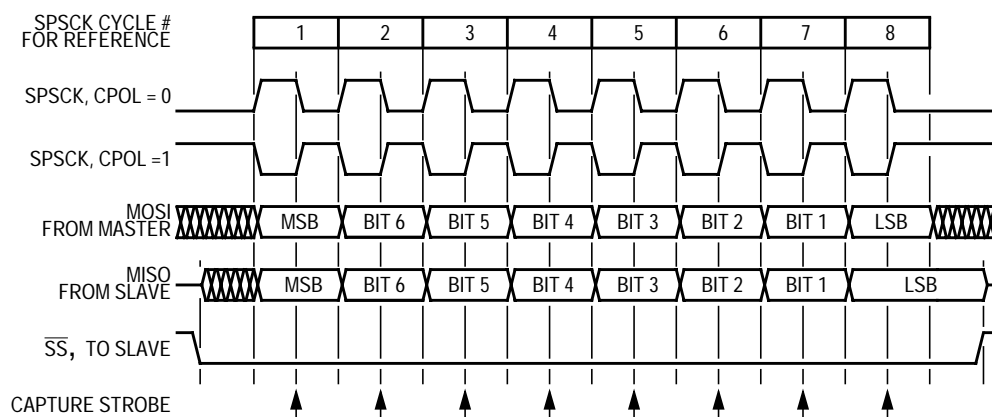 SPSCK CYCLE #
FOR REFERENCE
1 2 3 4 5 6 7 8
SPSCK, CPOL = 0
SPSCK, CPOL =1
MOSI
FROM MASTER
MSB BIT 6 BIT 5 BIT 4 BIT 3 BIT 2 BIT 1 LSB
MISO
FROM SLAVE
MSB BIT 6 BIT 5 BIT 4 BIT 3 BIT 2 BIT 1 LSB
S̅S̅, TO SLAVE
CAPTURE STROBE